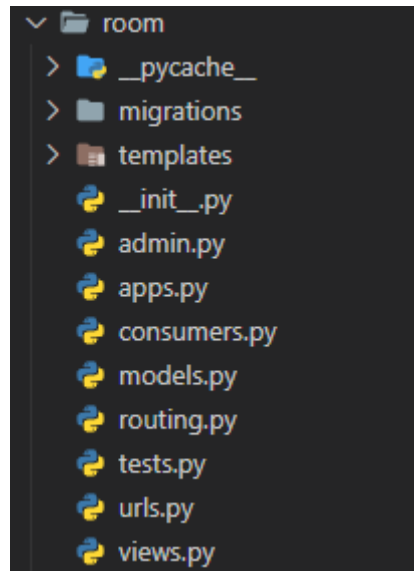 room
__pycache__
migrations
templates
__init__.py
admin.py
apps.py
consumers.py
models.py
routing.py
tests.py
urls.py
views.py